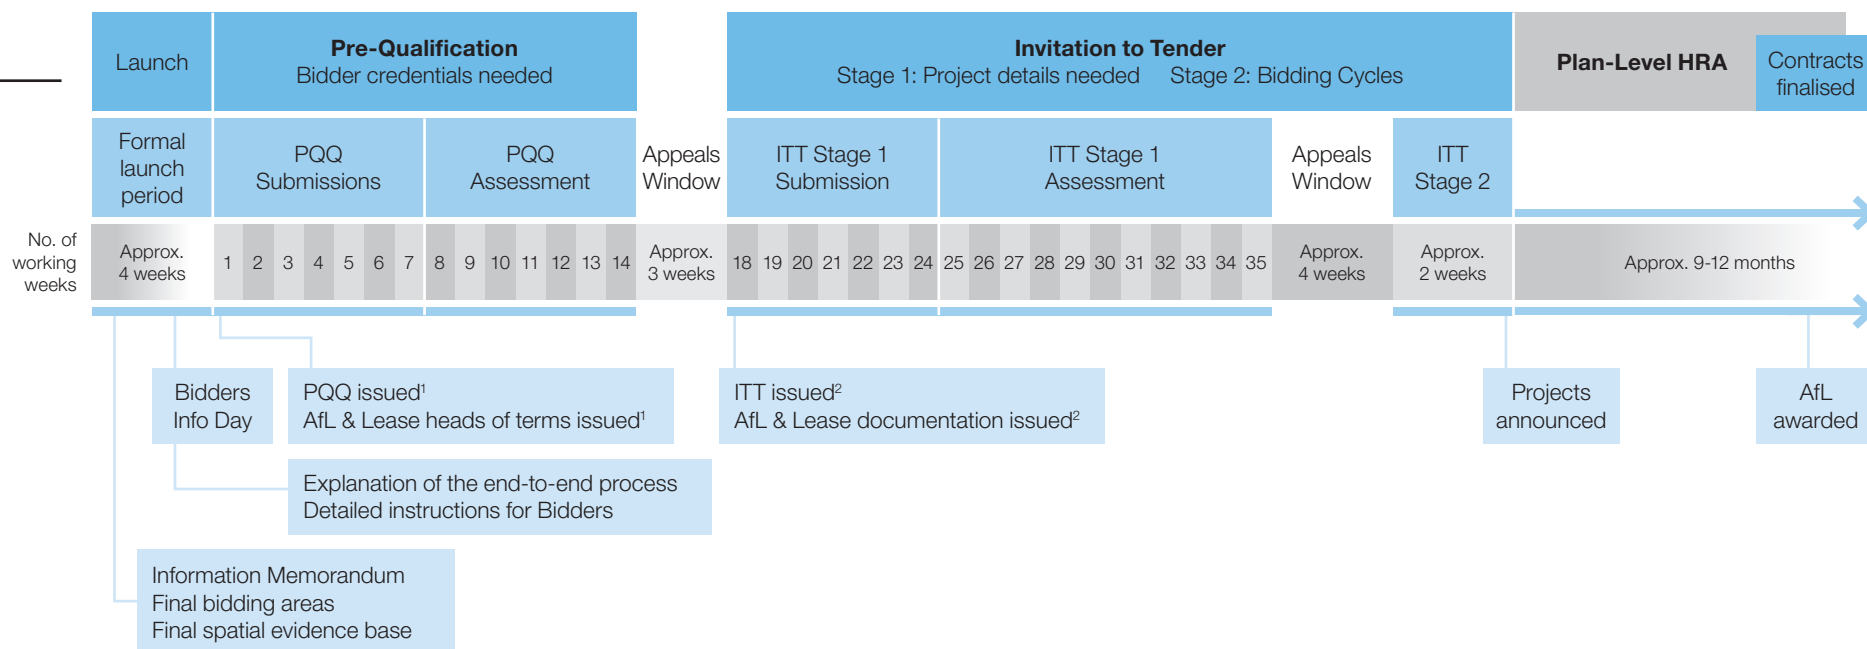 Launch
Pre-Qualification
Bidder credentials needed
Invitation to Tender
Stage 1: Project details needed Stage 2: Bidding Cycles
Plan-Level HRA
Contracts
finalised
Formal
launch
period
PQQ
Submissions
PQQ
Assessment
Appeals
Window
ITT Stage 1
Submission
ITT Stage 1
Assessment
Appeals
Window
ITT
Stage 2
No. of
working
weeks
Approx.
4 weeks
1 2 3 4 5 6 7 8 9 10 11 12 13 14
Approx.
3 weeks
18 19 20 21 22 23 24 25 26 27 28 29 30 31 32 33 34 35
Approx.
4 weeks
Approx.
2 weeks
Approx. 9-12 months
Bidders
Info Day
PQQ issued¹
AfL & Lease heads of terms issued¹
ITT issued²
AfL & Lease documentation issued²
Projects
announced
AfL
awarded
Explanation of the end-to-end process
Detailed instructions for Bidders
Information Memorandum
Final bidding areas
Final spatial evidence base